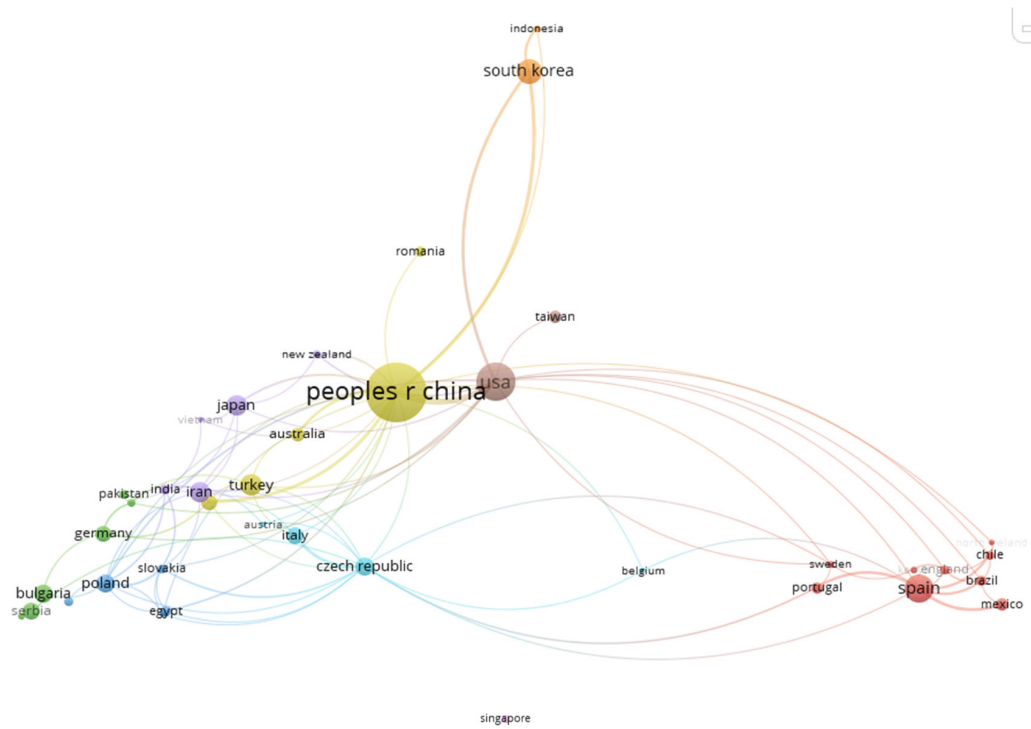 indonesia
south korea
romania
taiwan
new zealand
usa
peoples r china
japan
vietnam
australia
turkey
pakistan
india
iran
austria
germany
italy
chile
czech republic
slovakia
belgium
sweden
england
poland
brazil
portugal
spain
bulgaria
mexico
serbia
egypt
singapore